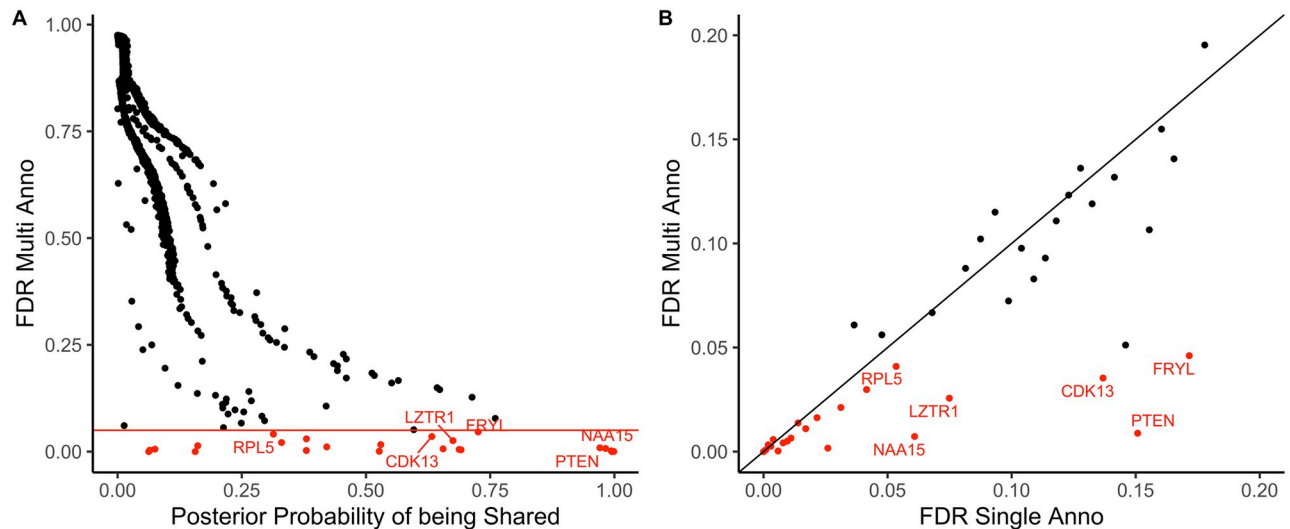 A
1.00
0.75
0.50
0.25
0.00
FDR Multi Anno
LZTR1
FRYL
RPL5
NAA15
CDK13
PTEN
0.00 0.25 0.50 0.75 1.00
Posterior Probability of being Shared
B
0.20
0.15
0.10
0.05
0.00
FDR Multi Anno
RPL5
FRYL
CDK13
LZTR1
PTEN
NAA15
0.00 0.05 0.10 0.15 0.20
FDR Single Anno